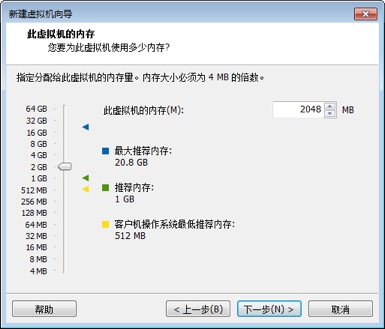 新建虚拟机向导
此虚拟机的内存
您要为此虚拟机使用多少内存?
指定分配给此虚拟机的内存量。内存大小必须为 4 MB 的倍数。
此虚拟机的内存(M): 2048 MB
64 GB
32 GB
16 GB
8 GB
4 GB
2 GB
1 GB
512 MB
256 MB
128 MB
64 MB
32 MB
16 MB
8 MB
4 MB
最大推荐内存:
20.8 GB
推荐内存:
1 GB
客户机操作系统最低推荐内存:
512 MB
帮助 < 上一步(B) 下一步(N) > 取消